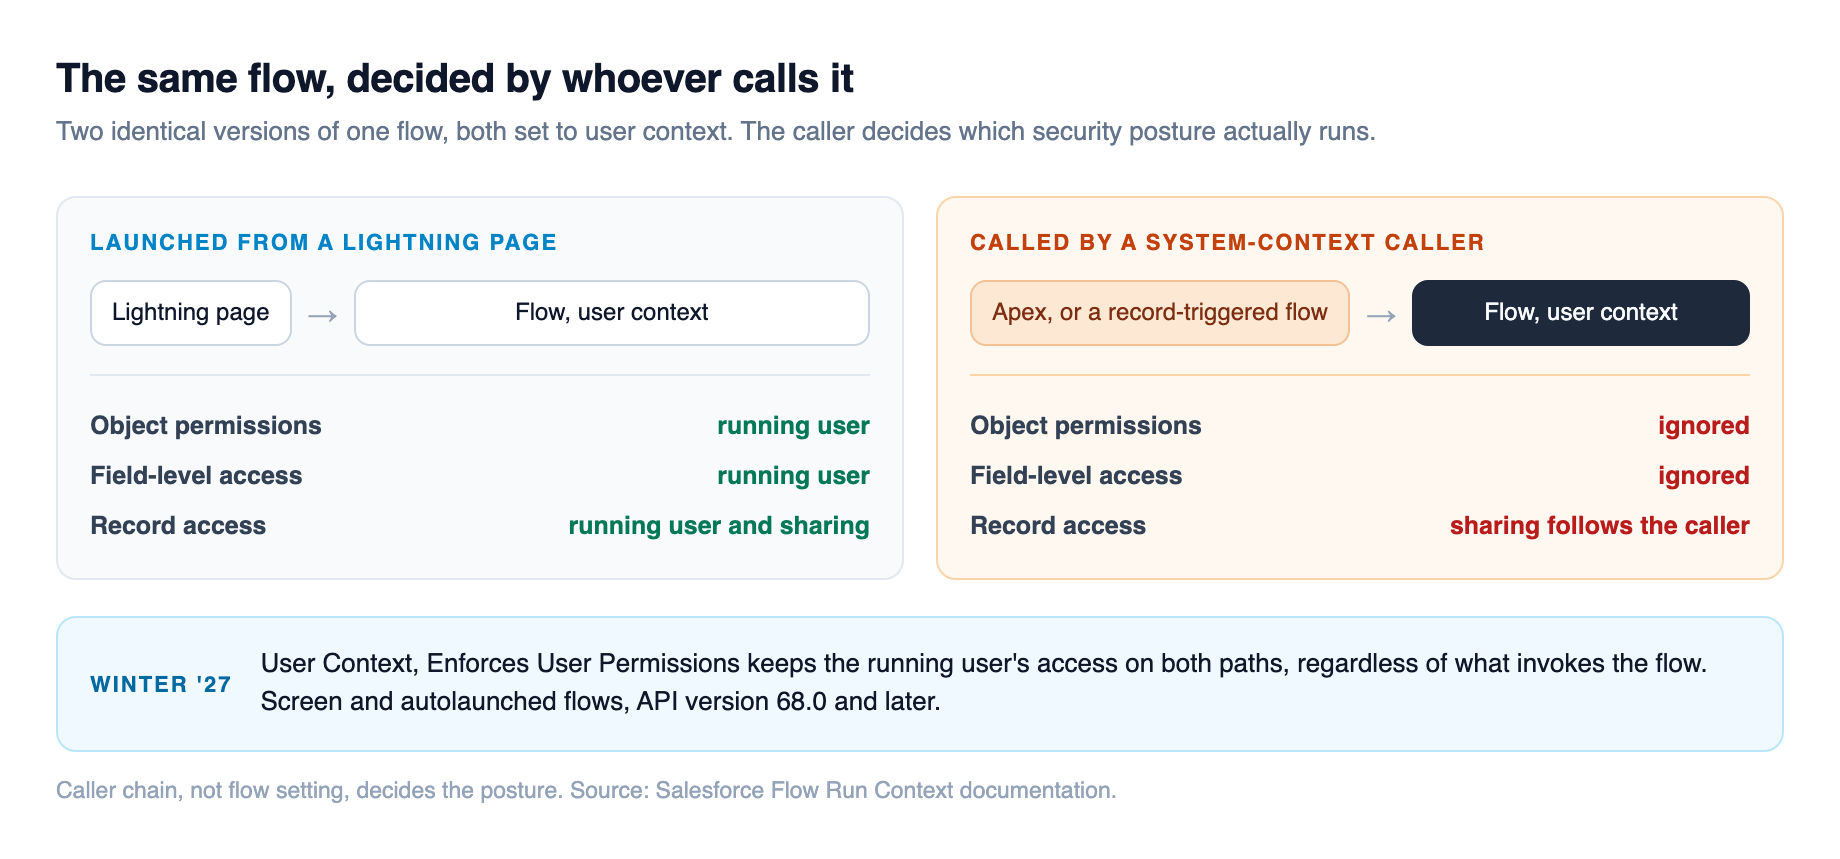 The same flow, decided by whoever calls it
Two identical versions of one flow, both set to user context. The caller decides which security posture actually runs.
LAUNCHED FROM A LIGHTNING PAGE
Lightning page → Flow, user context
Object permissions running user
Field-level access running user
Record access running user and sharing
CALLED BY A SYSTEM-CONTEXT CALLER
Apex, or a record-triggered flow → Flow, user context
Object permissions ignored
Field-level access ignored
Record access sharing follows the caller
WINTER '27
User Context, Enforces User Permissions keeps the running user's access on both paths, regardless of what invokes the flow.
Screen and autolaunched flows, API version 68.0 and later.
Caller chain, not flow setting, decides the posture. Source: Salesforce Flow Run Context documentation.